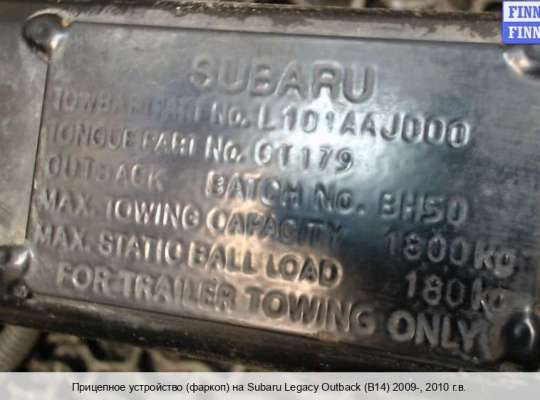 FINN
FINN
SUBARU
TOWBAR PART No. L101AAJ000
TONGUE PART No. GT179
OUTBACK BATCH No. BH50
MAX. TOWING CAPACITY 1800KG
MAX. STATIC BALL LOAD 180KG
FOR TRAILER TOWING ONLY
Прицепное устройство (фаркоп) на Subaru Legacy Outback (B14) 2009-, 2010 г.в.